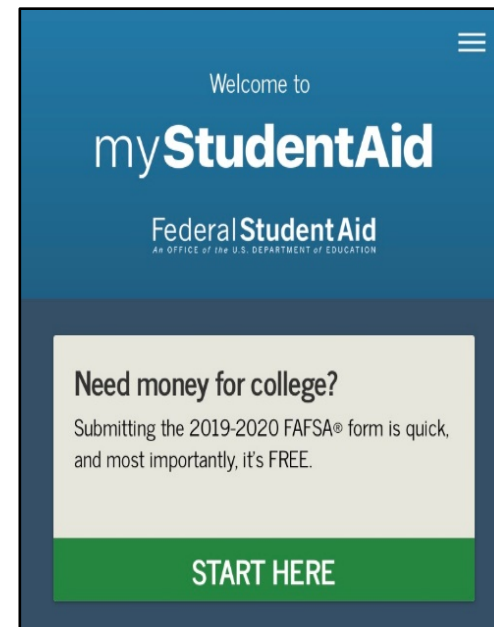 Welcome to
myStudentAid
Federal Student Aid
An OFFICE of the U.S. DEPARTMENT of EDUCATION
Need money for college?
Submitting the 2019-2020 FAFSA® form is quick,
and most importantly, it's FREE.
START HERE